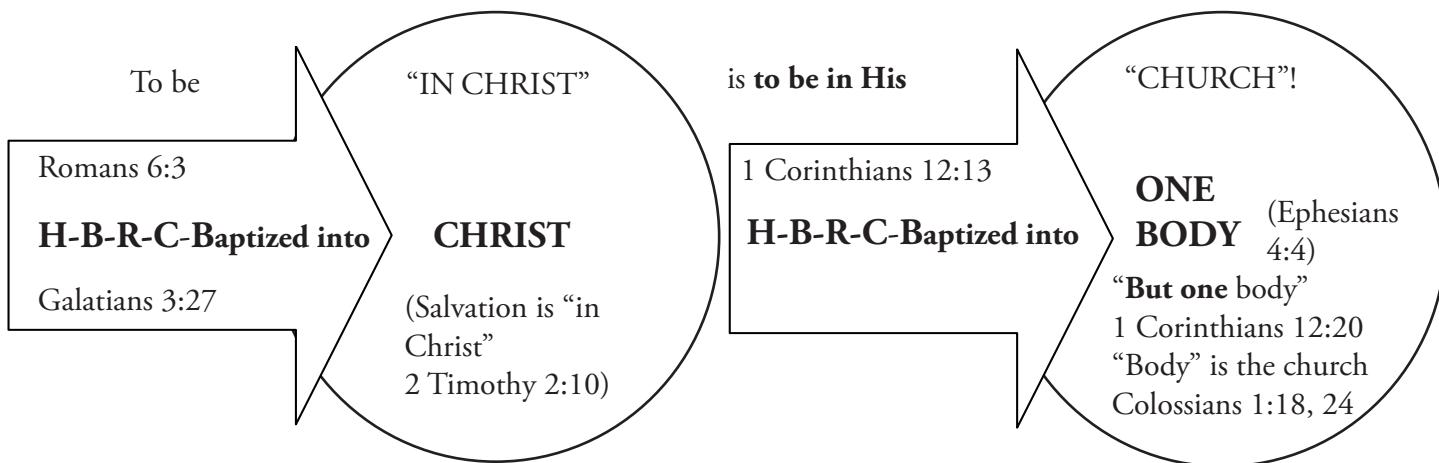 To be
“IN CHRIST”
is to be in His
“CHURCH”!
Romans 6:3
H-B-R-C-Baptized into
Galatians 3:27
CHRIST
(Salvation is “in
Christ”
2 Timothy 2:10)
1 Corinthians 12:13
H-B-R-C-Baptized into
ONE
BODY
(Ephesians
4:4)
“But one body”
1 Corinthians 12:20
“Body” is the church
Colossians 1:18, 24